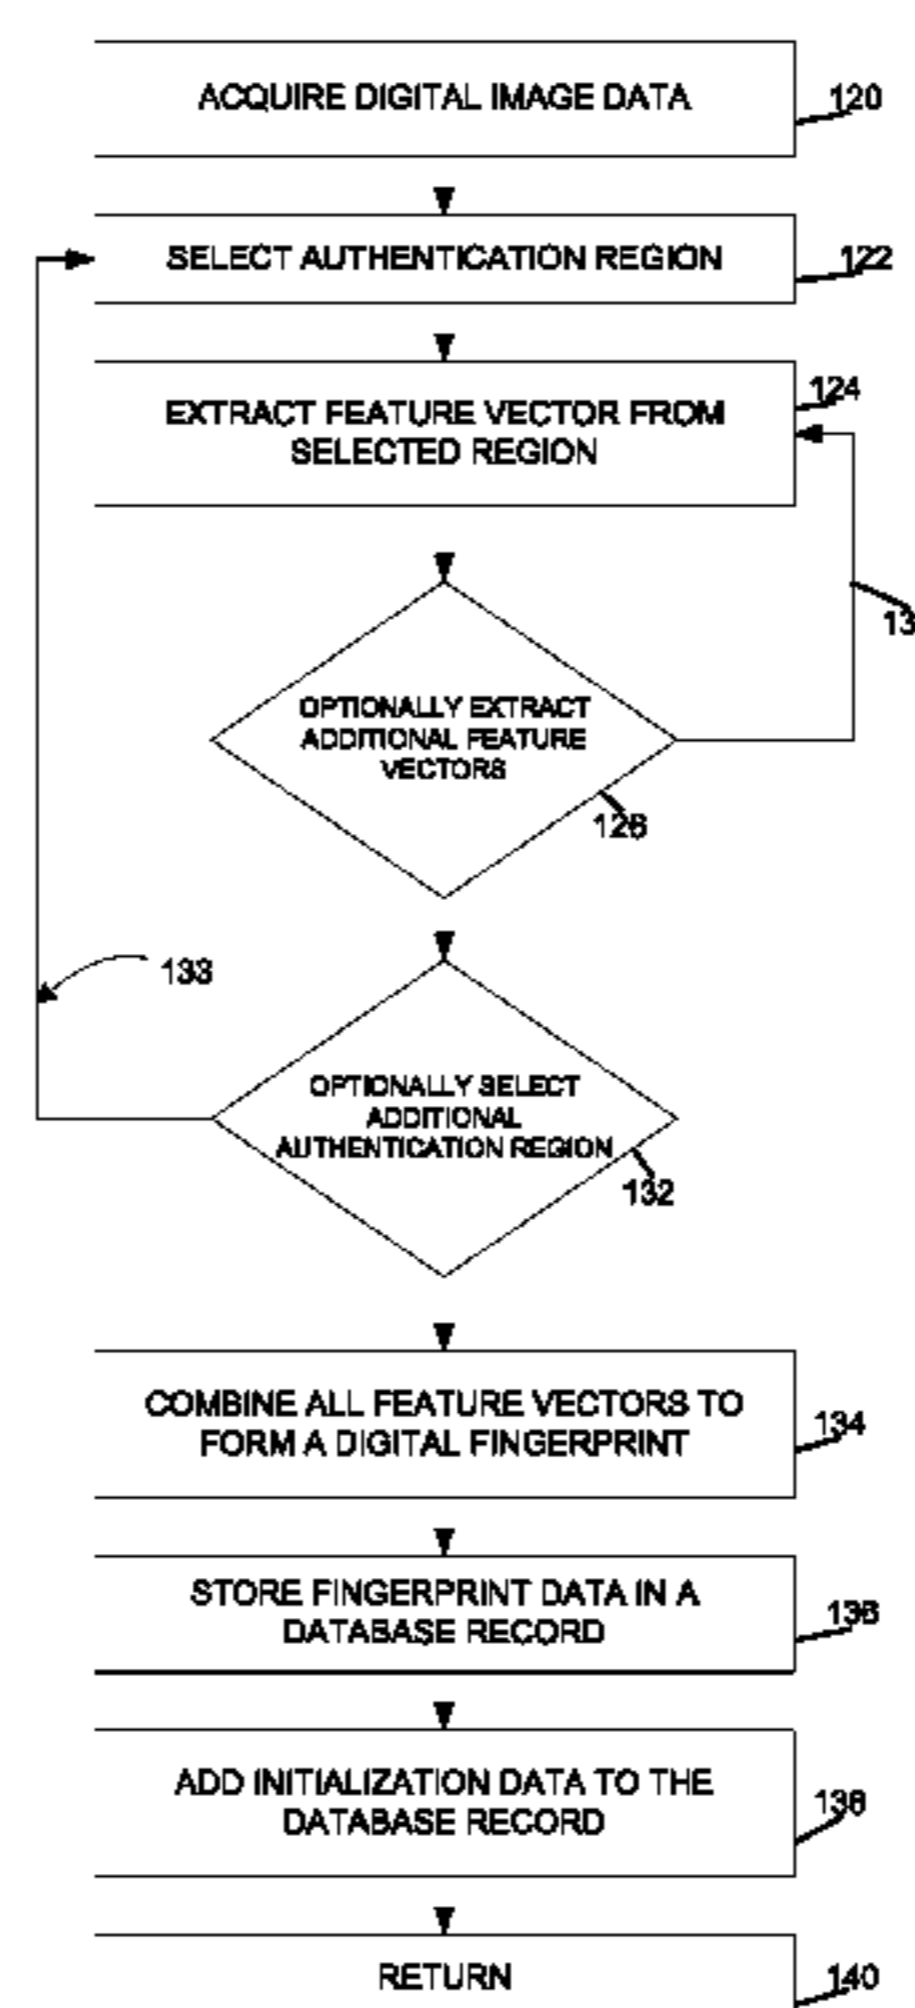 ACQUIRE DIGITAL IMAGE DATA
120
SELECT AUTHENTICATION REGION
122
124
EXTRACT FEATURE VECTOR FROM
SELECTED REGION
13
OPTIONALLY EXTRACT
ADDITIONAL FEATURE
VECTORS
126
133
OPTIONALLY SELECT
ADDITIONAL
AUTHENTICATION REGION
132
COMBINE ALL FEATURE VECTORS TO
FORM A DIGITAL FINGERPRINT
134
STORE FINGERPRINT DATA IN A
DATABASE RECORD
136
ADD INITIALIZATION DATA TO THE
DATABASE RECORD
138
RETURN
140